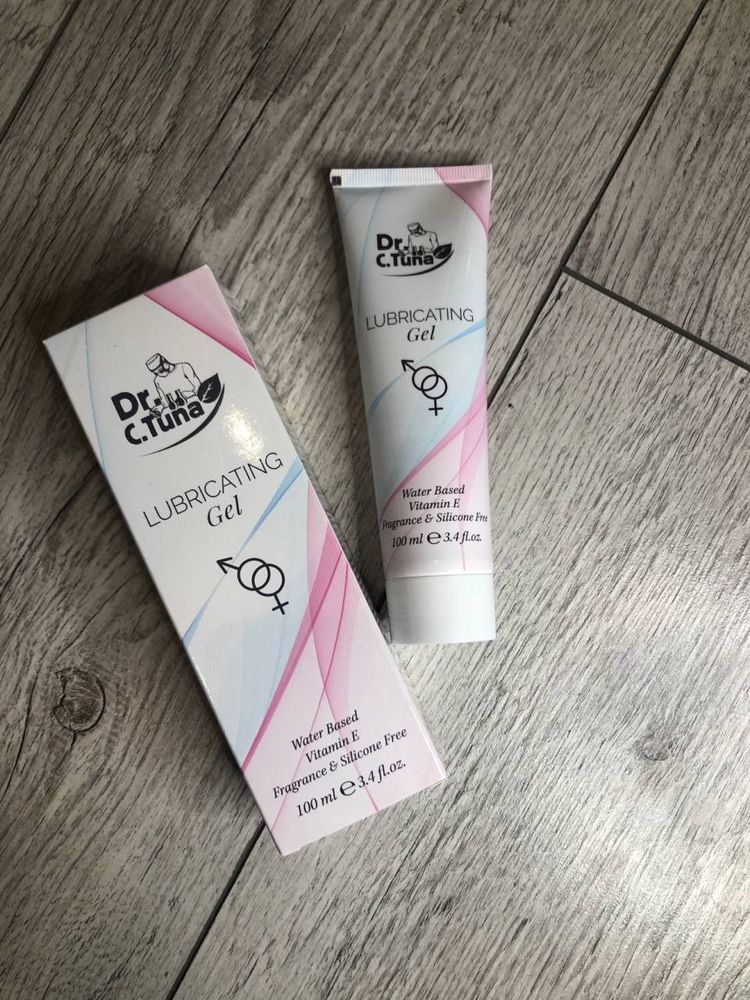 Dr.
C.Tuna
LUBRICATING
Gel
Water Based
Vitamin E
Fragrance & Silicone Free
100 ml e 3.4 fl.oz.
Dr.
C.Tuna
LUBRICATING
Gel
Water Based
Vitamin E
Fragrance & Silicone Free
100 ml e 3.4 fl.oz.